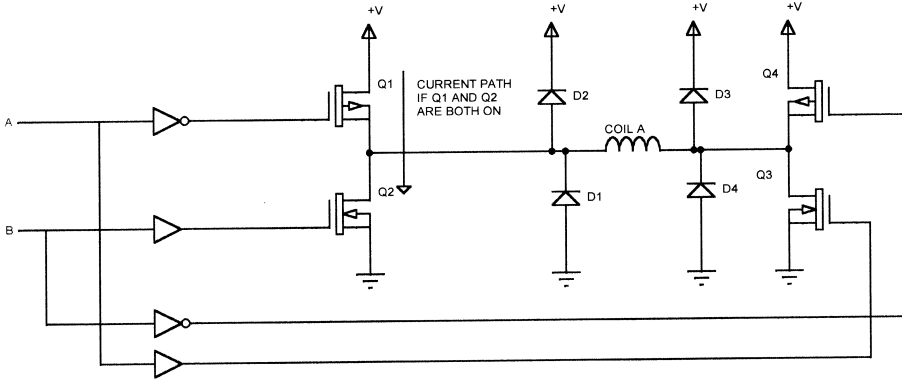 +V
+V
+V
+V
Q1
CURRENT PATH
IF Q1 AND Q2
ARE BOTH ON
D2
D3
Q4
A
COIL A
Q2
D1
D4
Q3
B